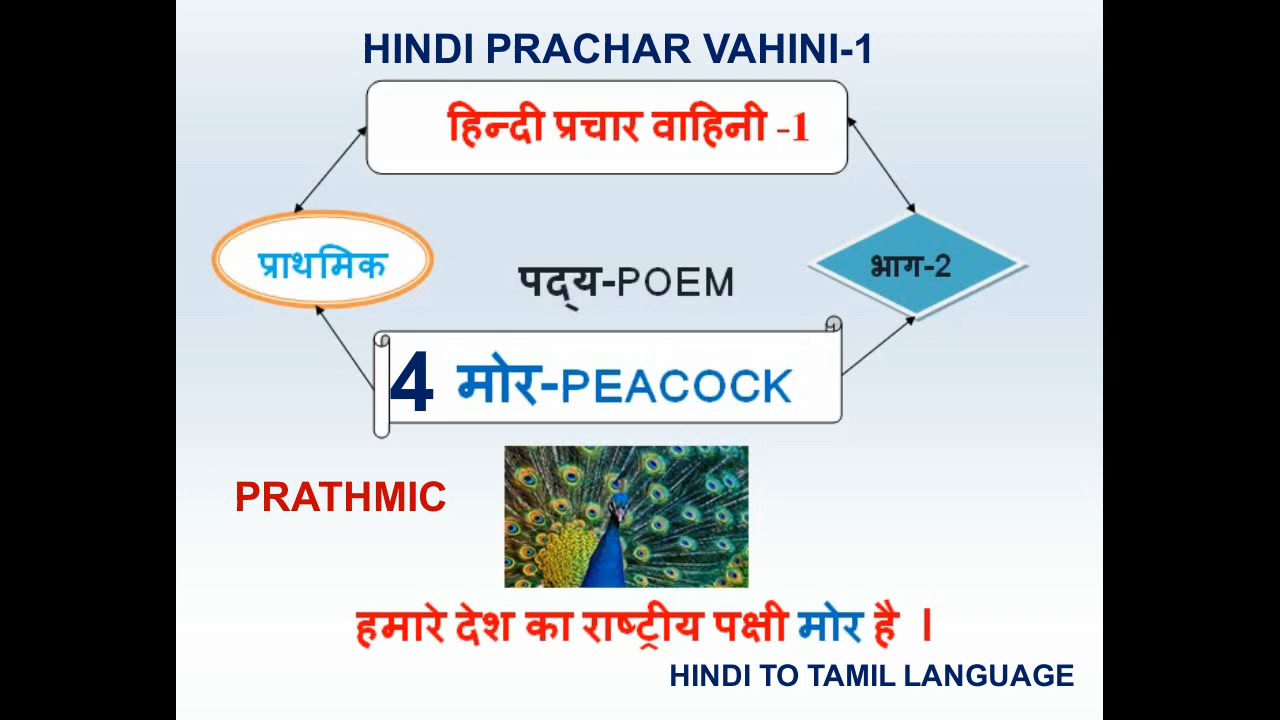 HINDI PRACHAR VAHINI-1
हिन्दी प्रचार वाहिनी -1
प्राथमिक
भाग-2
पद्य-POEM
4 मोर-PEACOCK
PRATHMIC
हमारे देश का राष्ट्रीय पक्षी मोर है ।
HINDI TO TAMIL LANGUAGE